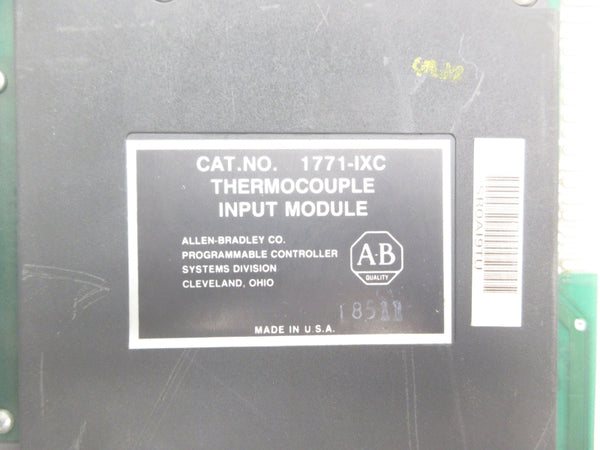 CAT.NO. 1771-IXC
THERMOCOUPLE
INPUT MODULE
ALLEN-BRADLEY CO.
PROGRAMMABLE CONTROLLER
SYSTEMS DIVISION
CLEVELAND, OHIO
A·B
QUALITY
MADE IN U.S.A.